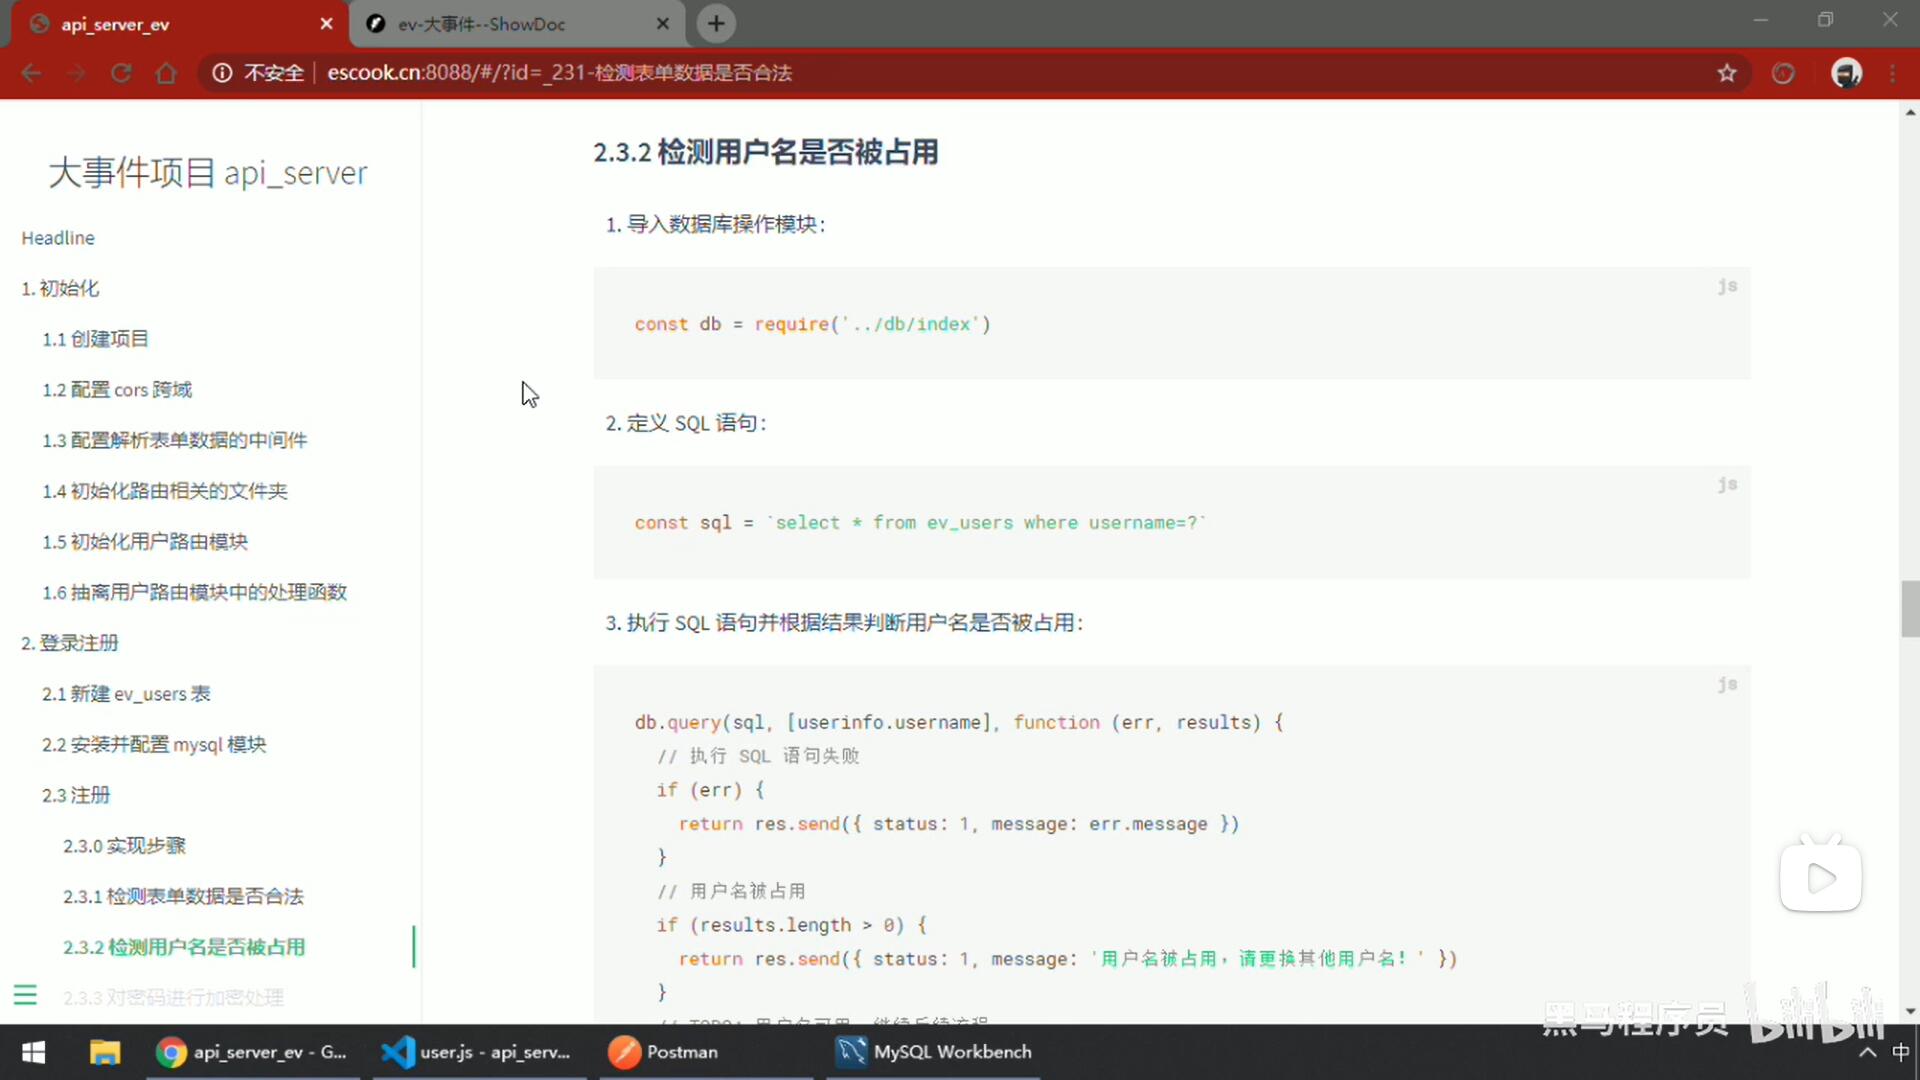 api_server_ev
ev-大事件--ShowDoc
不安全
escook.cn:8088/#/?id=_231-检测表单数据是否合法
大事件项目 api_server
Headline
1. 初始化
1.1 创建项目
1.2 配置 cors 跨域
1.3 配置解析表单数据的中间件
1.4 初始化路由相关的文件夹
1.5 初始化用户路由模块
1.6 抽离用户路由模块中的处理函数
2. 登录注册
2.1 新建 ev_users 表
2.2 安装并配置 mysql 模块
2.3 注册
2.3.0 实现步骤
2.3.1 检测表单数据是否合法
2.3.2 检测用户名是否被占用
2.3.3 对密码进行加密处理
2.3.2 检测用户名是否被占用
1. 导入数据库操作模块：
js
const db = require('../db/index')
2. 定义 SQL 语句：
js
const sql = `select * from ev_users where username=?`
3. 执行 SQL 语句并根据结果判断用户名是否被占用：
js
db.query(sql, [userinfo.username], function (err, results) {
// 执行 SQL 语句失败
if (err) {
return res.send({ status: 1, message: err.message })
}
// 用户名被占用
if (results.length > 0) {
return res.send({ status: 1, message: '用户名被占用，请更换其他用户名！' })
}
// TODO: 用户名可用，继续后续流程
黑马程序员 bilibili
api_server_ev - G...
user.js - api_serv...
Postman
MySQL Workbench
中